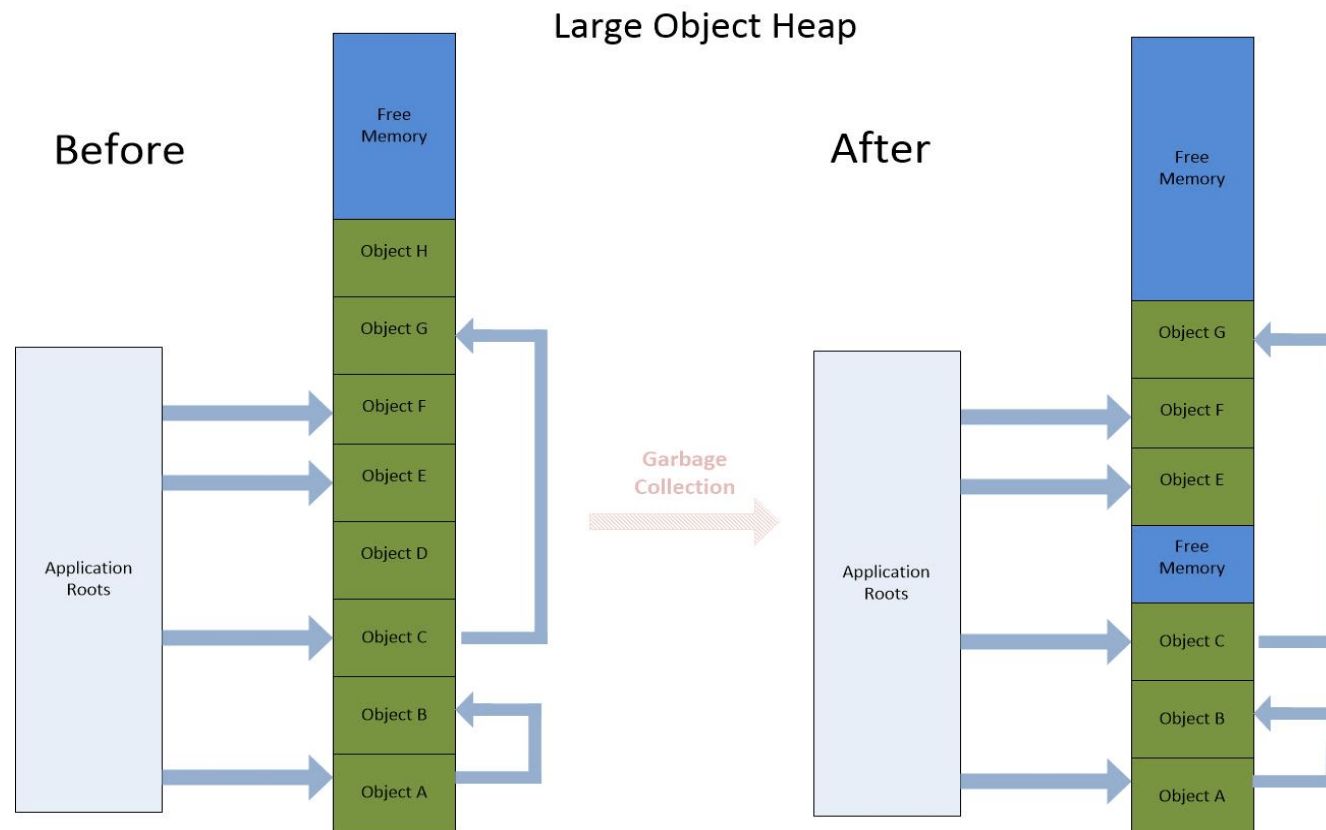 Large Object Heap
Before
Free
Memory
Object H
Object G
Object F
Object E
Object D
Object C
Object B
Object A
Application
Roots
Garbage
Collection
After
Free
Memory
Object G
Object F
Object E
Free
Memory
Object C
Object B
Object A
Application
Roots